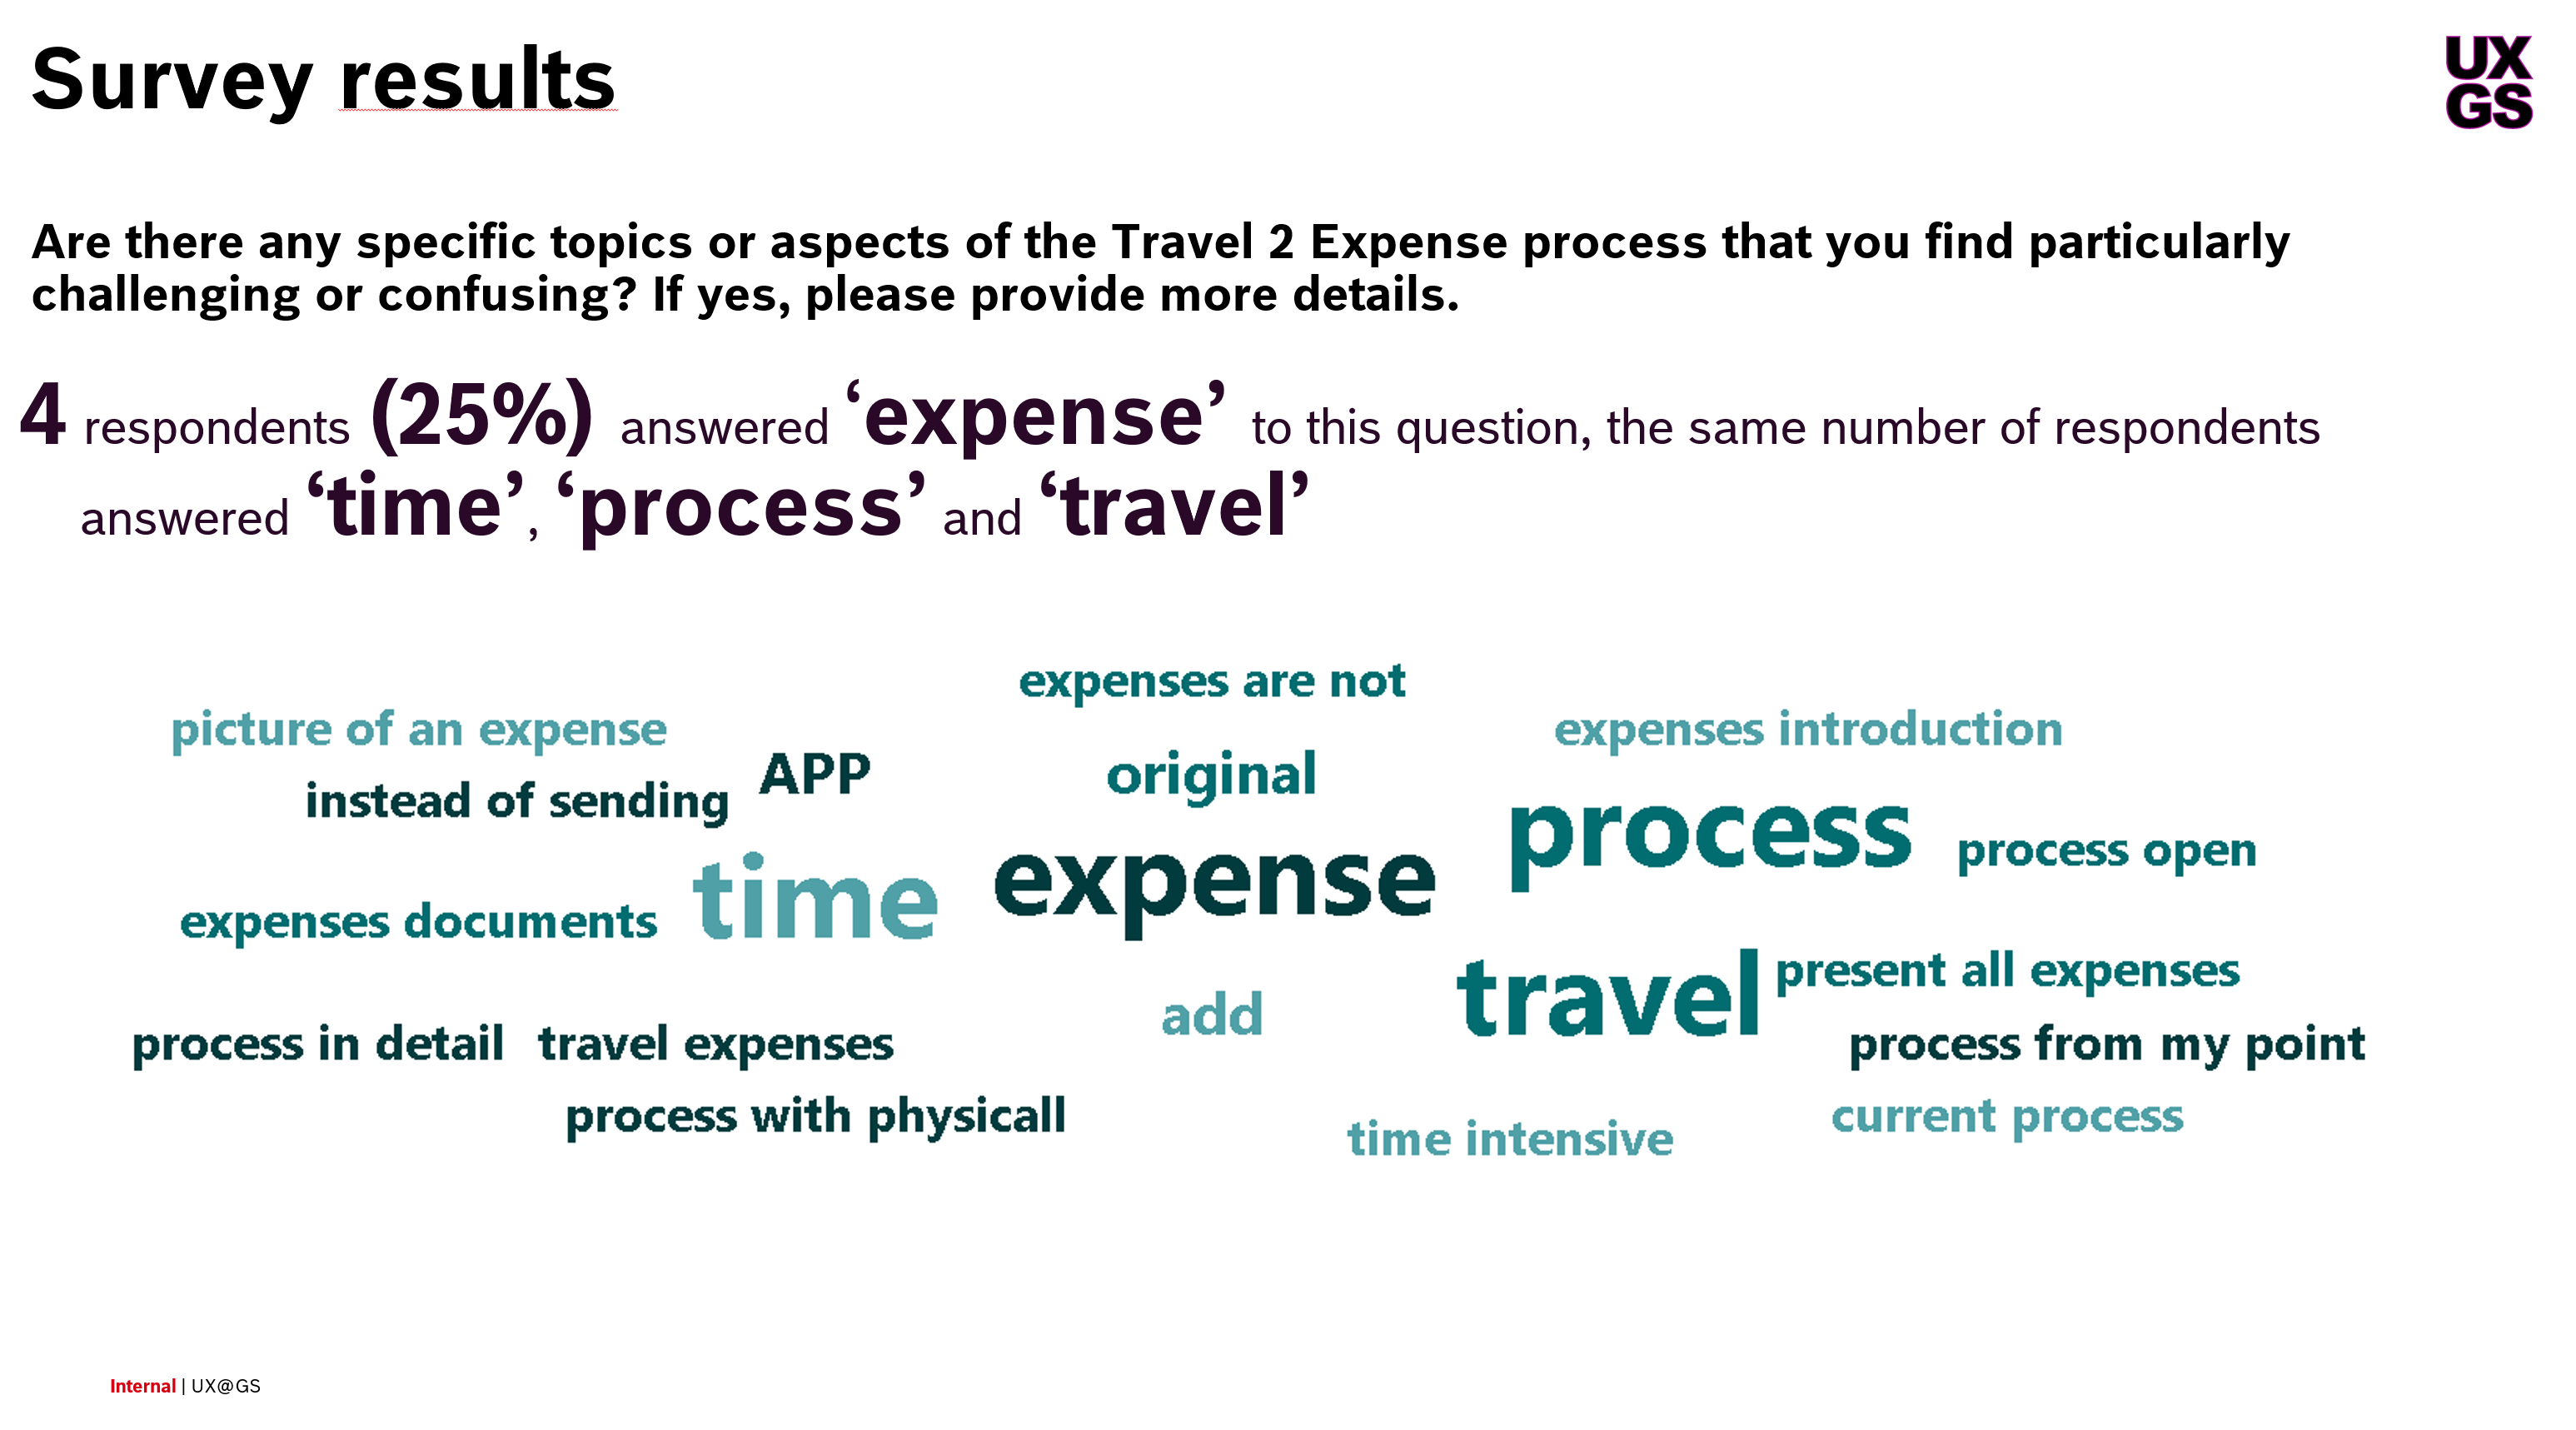 Survey results
UX
GS
Are there any specific topics or aspects of the Travel 2 Expense process that you find particularly
challenging or confusing? If yes, please provide more details.
4 respondents (25%) answered ‘expense’ to this question, the same number of respondents
answered ‘time’, ‘process’ and ‘travel’
expenses are not
picture of an expense
expenses introduction
APP
original
instead of sending
process
process open
expense
time
expenses documents
travel
present all expenses
add
process in detail
travel expenses
process from my point
process with physicall
current process
time intensive
Internal | UX@GS